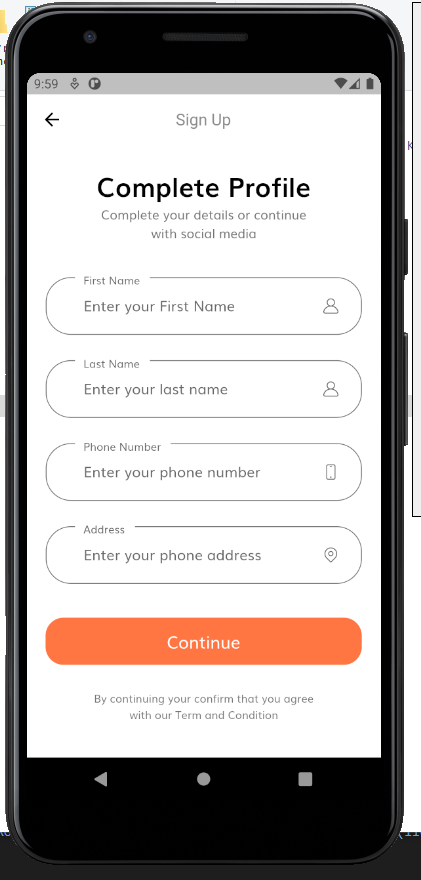 9:59
Sign Up
Complete Profile
Complete your details or continue
with social media
First Name
Enter your First Name
Last Name
Enter your last name
Phone Number
Enter your phone number
Address
Enter your phone address
Continue
By continuing your confirm that you agree
with our Term and Condition